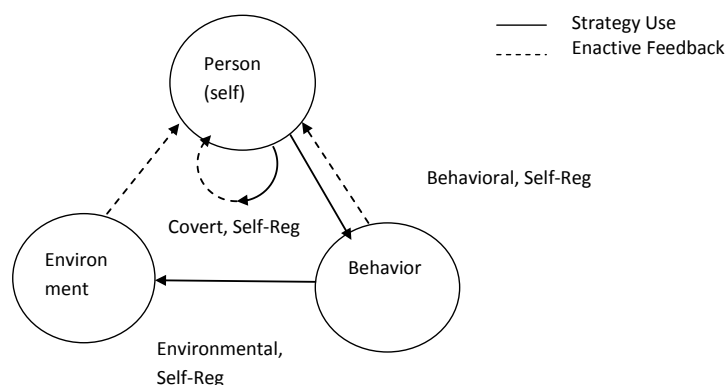 Strategy Use
Enactive Feedback
Person
(self)
Behavioral, Self-Reg
Covert, Self-Reg
Environ
ment
Behavior
Environmental,
Self-Reg